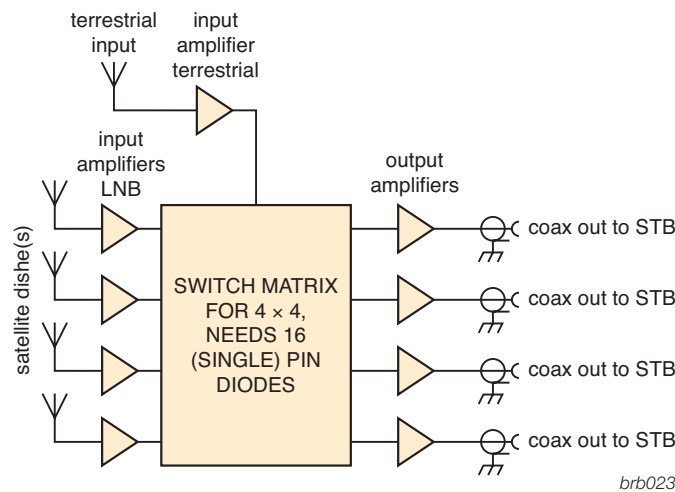 terrestrial
input
input
amplifier
terrestrial
input
amplifiers
LNB
output
amplifiers
satellite dishe(s)
SWITCH MATRIX
FOR 4 × 4,
NEEDS 16
(SINGLE) PIN
DIODES
coax out to STB
coax out to STB
coax out to STB
coax out to STB
brb023